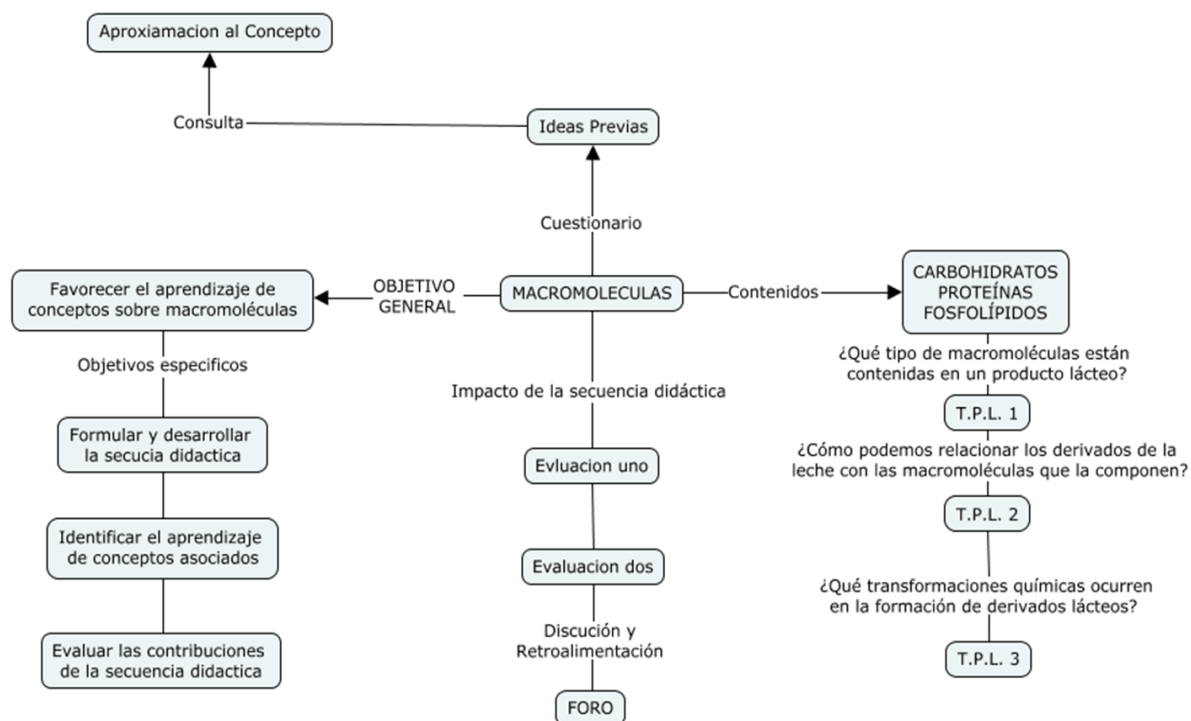 Aproxiamacion al Concepto
Consulta
Ideas Previas
Cuestionario
MACROMOLECULAS
OBJETIVO
GENERAL
Favorecer el aprendizaje de
conceptos sobre macromoléculas
Objetivos especificos
Formular y desarrollar
la secucia didactica
Identificar el aprendizaje
de conceptos asociados
Evaluar las contribuciones
de la secuencia didactica
Impacto de la secuencia didáctica
Evluacion uno
Evaluacion dos
Discución y
Retroalimentación
FORO
Contenidos
CARBOHIDRATOS
PROTEÍNAS
FOSFOLÍPIDOS
¿Qué tipo de macromoléculas están
contenidas en un producto lácteo?
T.P.L. 1
¿Cómo podemos relacionar los derivados de la
leche con las macromoléculas que la componen?
T.P.L. 2
¿Qué transformaciones químicas ocurren
en la formación de derivados lácteos?
T.P.L. 3